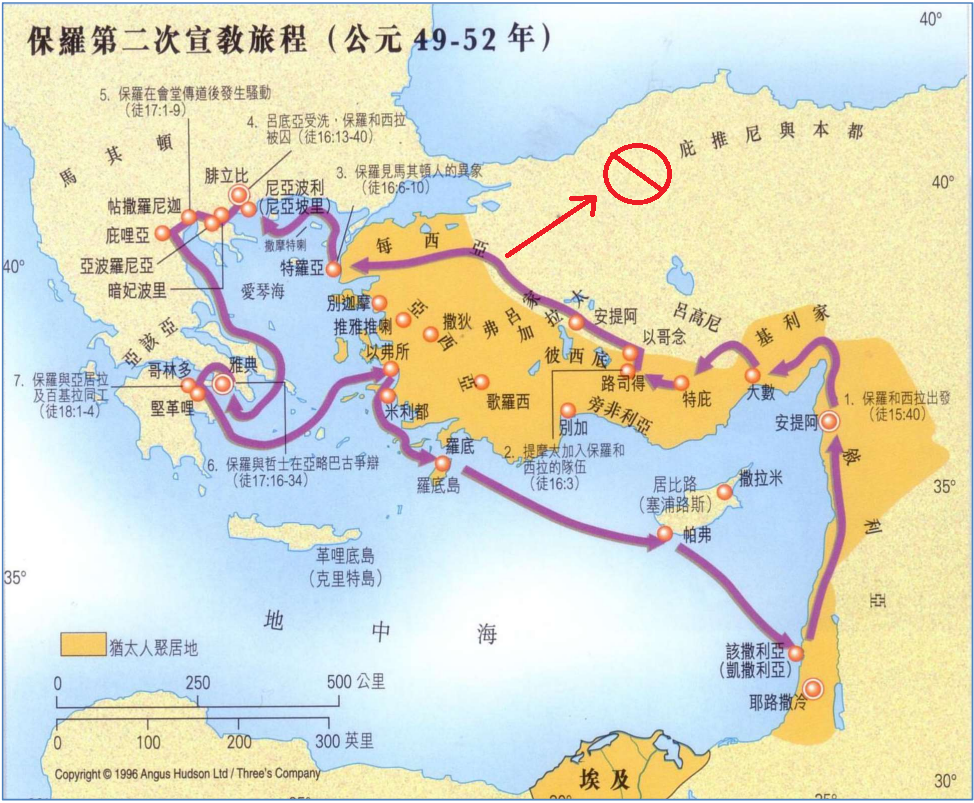 保羅第二次宣教旅程（公元 49-52 年）
40°
5. 保羅在會堂傳道後發生騷動
（徒17:1-9）
4. 呂底亞受洗，保羅和西拉
被囚（徒16:13-40）
庇推尼與本都
馬其頓
3. 保羅見馬其頓人的異象
（徒16:6-10）
腓立比
尼亞波利
（尼亞坡里）
40°
帖撒羅尼迦
庇哩亞
撒摩特喇
每西亞
亞波羅尼亞
特羅亞
40°
暗妃波里
愛琴海
別迦摩
推雅推喇
亞西亞
撒狄
弗呂家
加拉太
安提阿
呂高尼
基利家
以哥念
亞該亞
以弗所
彼西底
哥林多
雅典
路司得
特庇
大數
7. 保羅與亞居拉
及百基拉同工
（徒18:1-4）
堅革哩
米利都
歌羅西
別加
旁非利亞
安提阿
1. 保羅和西拉出發
（徒15:40）
2. 提摩太加入保羅和
西拉的隊伍
（徒16:3）
6. 保羅與哲士在亞略巴古爭辯
（徒17:16-34）
羅底
羅底島
撒拉米
居比路
（塞浦路斯）
帕弗
敘利亞
35°
革哩底島
（克里特島）
35°
地中海
猶太人聚居地
該撒利亞
（凱撒利亞）
耶路撒冷
0 250 500 公里
0 100 200 300 英里
Copyright © 1996 Angus Hudson Ltd / Three's Company
埃及
30°